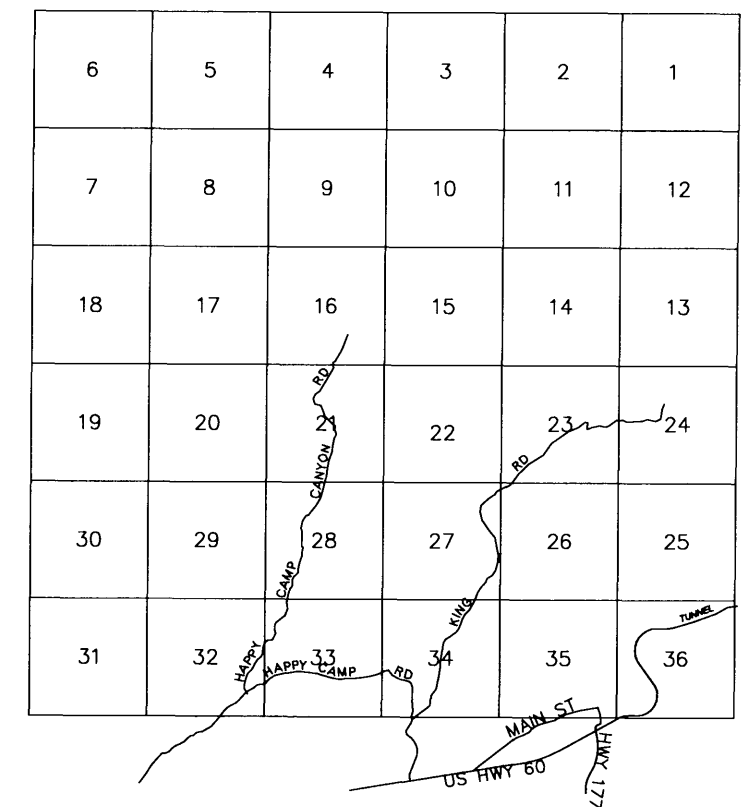 6 5 4 3 2 1
7 8 9 10 11 12
18 17 16 15 14 13
RD
19 20 21 22 23 24
CANYON
RD
30 29 28 27 26 25
CAMP
KING
TUNNEL
31 32 33 34 35 36
HAPPY
HAPPY CAMP RD
MAIN ST
US HWY 60
HWY 177